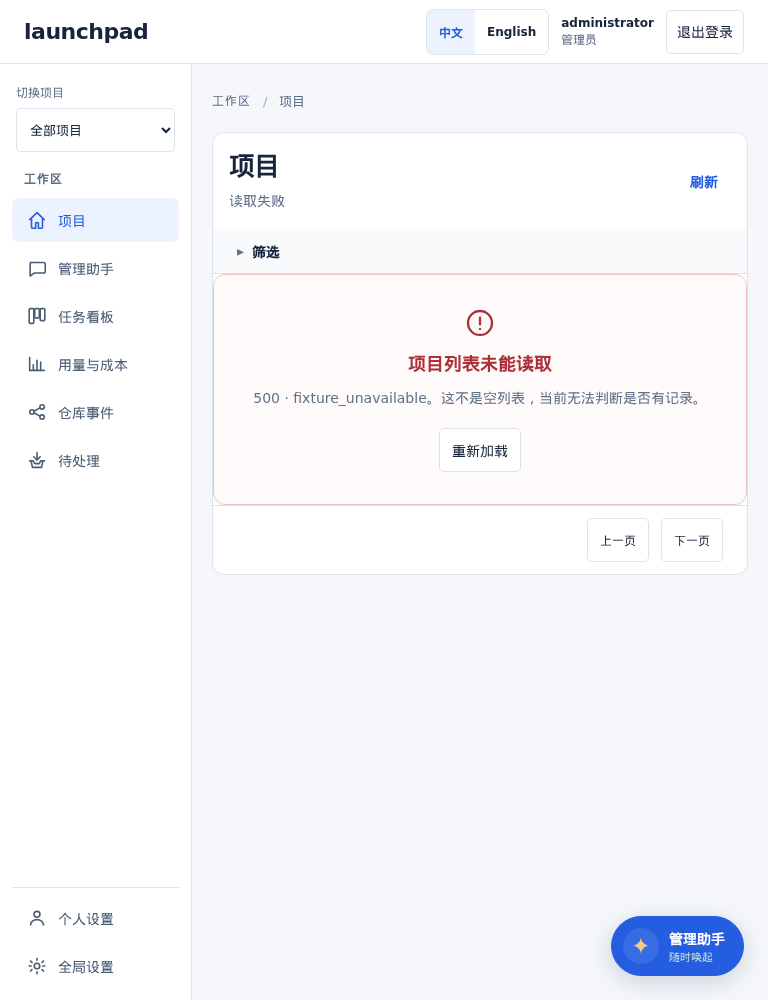 launchpad
中文
English
administrator
管理员
退出登录
切换项目
全部项目
工作区
项目
管理助手
任务看板
用量与成本
仓库事件
待处理
个人设置
全局设置
工作区 / 项目
项目
读取失败
刷新
▸ 筛选
项目列表未能读取
500 · fixture_unavailable。这不是空列表，当前无法判断是否有记录。
重新加载
上一页
下一页
管理助手
随时唤起